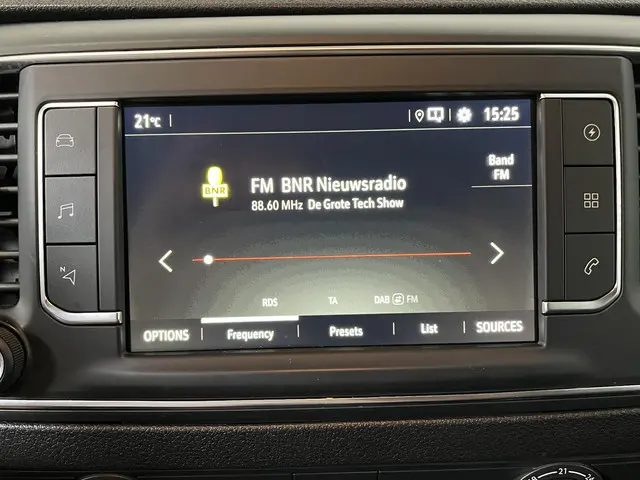 21°C
15:25
BNR
FM BNR Nieuwsradio
88.60 MHz De Grote Tech Show
Band
FM
N
RDS TA DAB FM
OPTIONS Frequency Presets List SOURCES
21